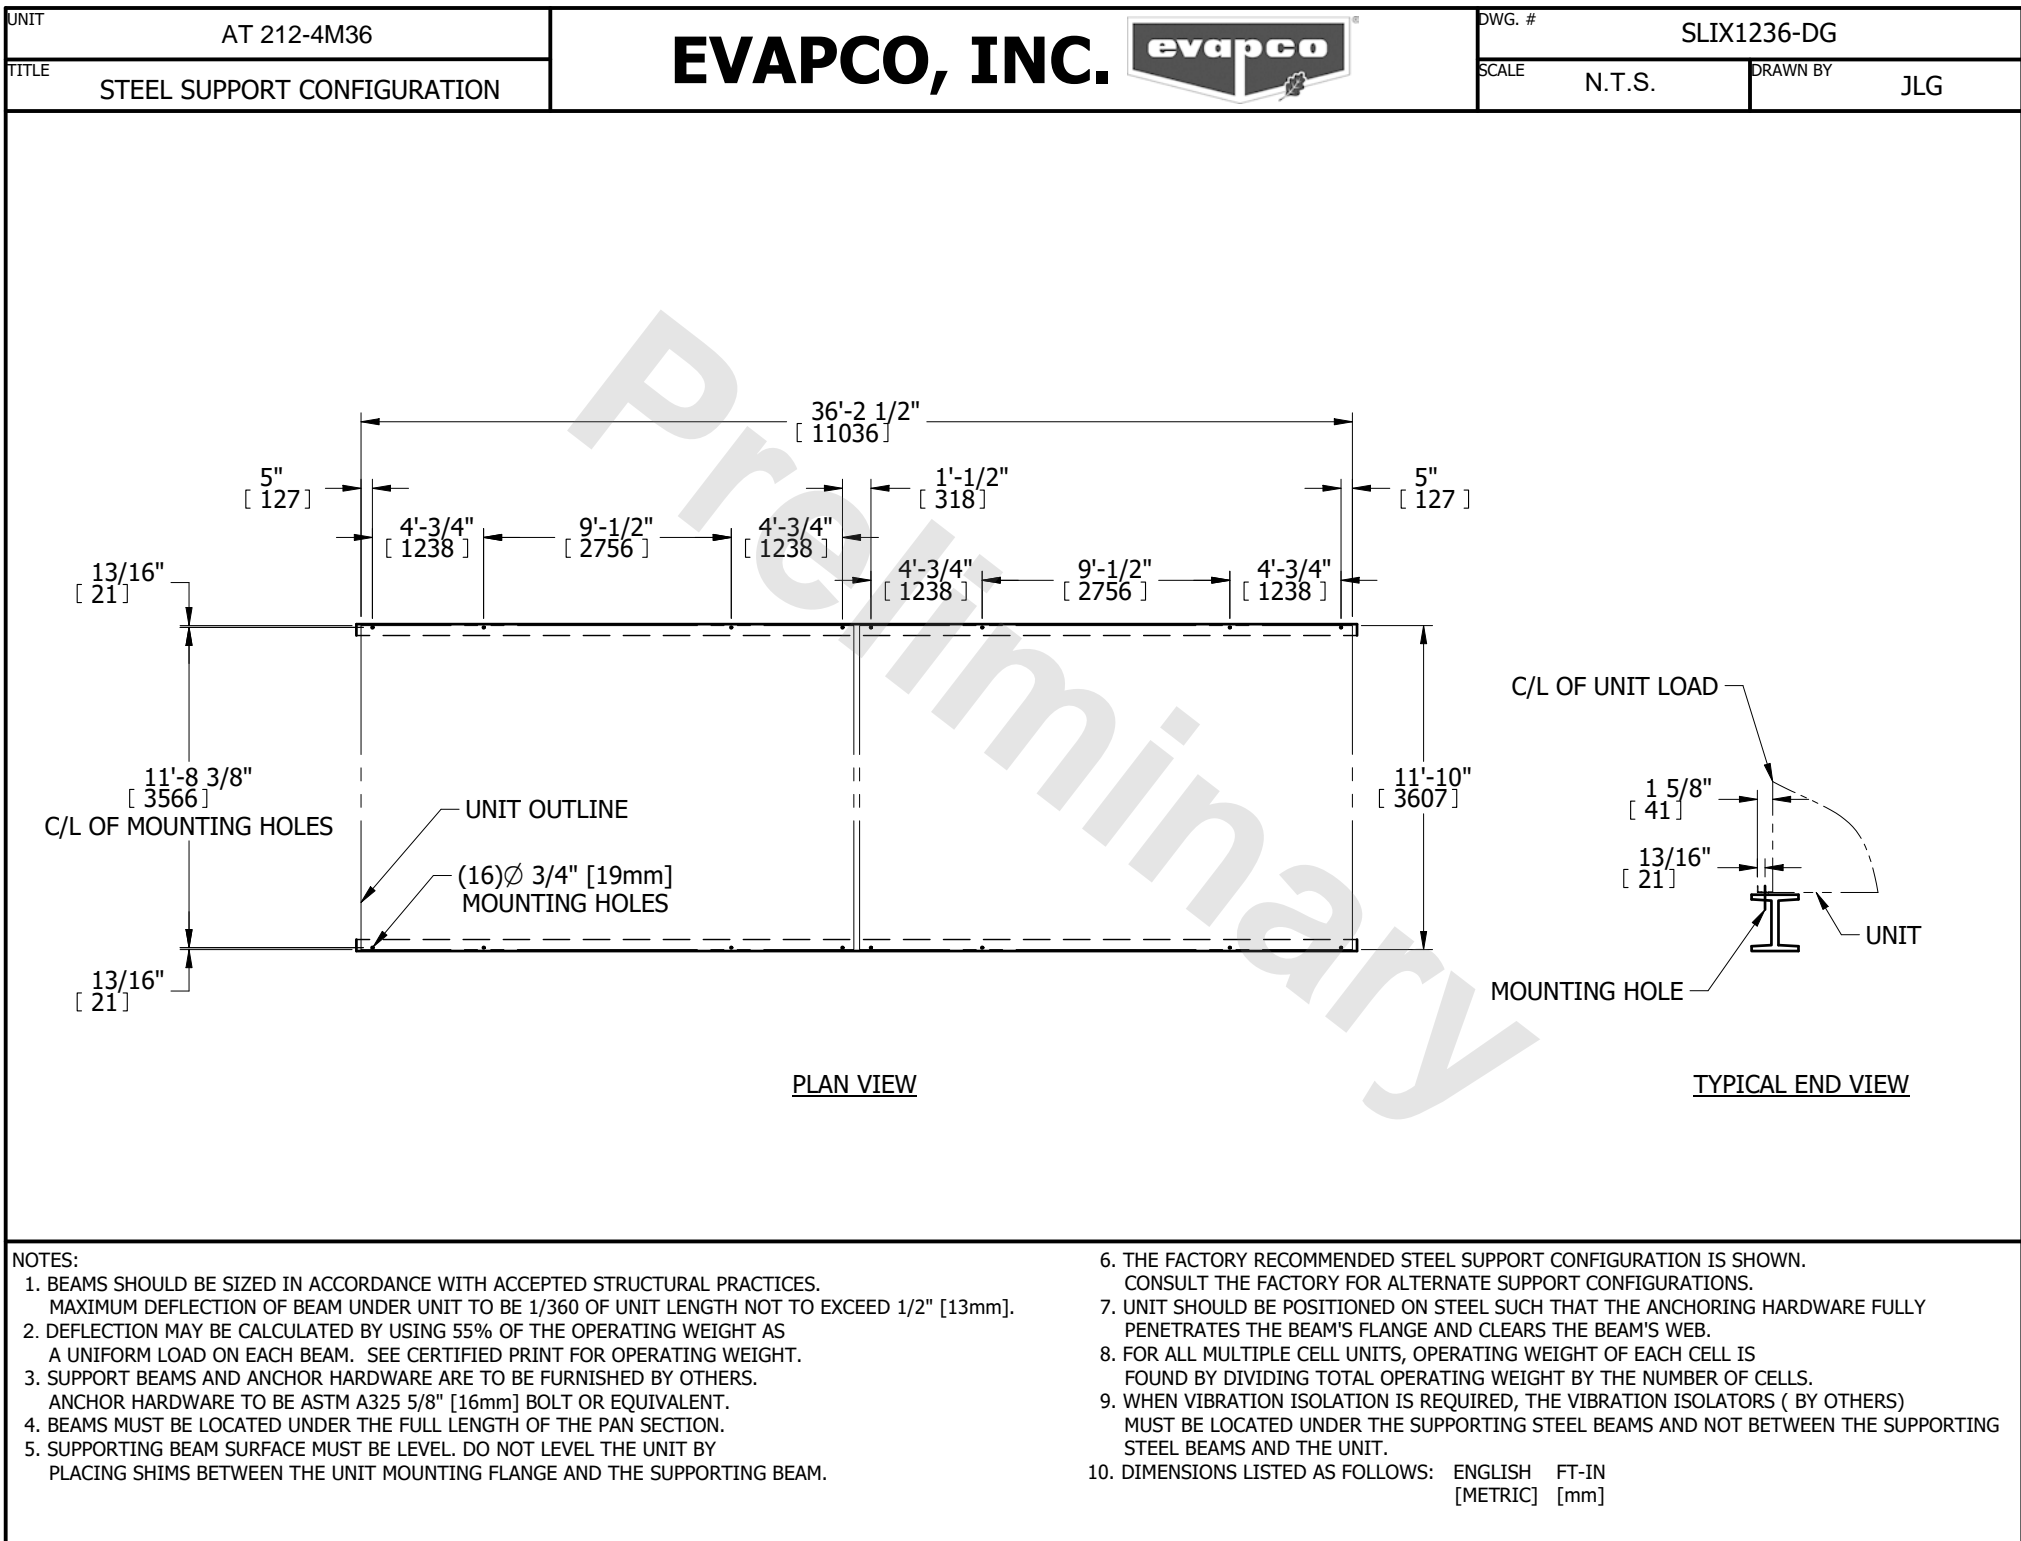 UNIT
AT 212-4M36
TITLE
STEEL SUPPORT CONFIGURATION
EVAPCO, INC.
evapco
®
DWG. #
SLIX1236-DG
SCALE
N.T.S.
DRAWN BY
JLG
Preliminary
36'-2 1/2"
[ 11036 ]
5"
[ 127 ]
1'-1/2"
[ 318 ]
5"
[ 127 ]
4'-3/4"
[ 1238 ]
9'-1/2"
[ 2756 ]
4'-3/4"
[ 1238 ]
4'-3/4"
[ 1238 ]
9'-1/2"
[ 2756 ]
4'-3/4"
[ 1238 ]
13/16"
[ 21 ]
11'-8 3/8"
[ 3566 ]
C/L OF MOUNTING HOLES
UNIT OUTLINE
(16)∅ 3/4" [19mm]
MOUNTING HOLES
13/16"
[ 21 ]
11'-10"
[ 3607 ]
C/L OF UNIT LOAD
1 5/8"
[ 41 ]
13/16"
[ 21 ]
UNIT
MOUNTING HOLE
PLAN VIEW
TYPICAL END VIEW
NOTES:
1. BEAMS SHOULD BE SIZED IN ACCORDANCE WITH ACCEPTED STRUCTURAL PRACTICES.
MAXIMUM DEFLECTION OF BEAM UNDER UNIT TO BE 1/360 OF UNIT LENGTH NOT TO EXCEED 1/2" [13mm].
2. DEFLECTION MAY BE CALCULATED BY USING 55% OF THE OPERATING WEIGHT AS
A UNIFORM LOAD ON EACH BEAM. SEE CERTIFIED PRINT FOR OPERATING WEIGHT.
3. SUPPORT BEAMS AND ANCHOR HARDWARE ARE TO BE FURNISHED BY OTHERS.
ANCHOR HARDWARE TO BE ASTM A325 5/8" [16mm] BOLT OR EQUIVALENT.
4. BEAMS MUST BE LOCATED UNDER THE FULL LENGTH OF THE PAN SECTION.
5. SUPPORTING BEAM SURFACE MUST BE LEVEL. DO NOT LEVEL THE UNIT BY
PLACING SHIMS BETWEEN THE UNIT MOUNTING FLANGE AND THE SUPPORTING BEAM.
6. THE FACTORY RECOMMENDED STEEL SUPPORT CONFIGURATION IS SHOWN.
CONSULT THE FACTORY FOR ALTERNATE SUPPORT CONFIGURATIONS.
7. UNIT SHOULD BE POSITIONED ON STEEL SUCH THAT THE ANCHORING HARDWARE FULLY
PENETRATES THE BEAM'S FLANGE AND CLEARS THE BEAM'S WEB.
8. FOR ALL MULTIPLE CELL UNITS, OPERATING WEIGHT OF EACH CELL IS
FOUND BY DIVIDING TOTAL OPERATING WEIGHT BY THE NUMBER OF CELLS.
9. WHEN VIBRATION ISOLATION IS REQUIRED, THE VIBRATION ISOLATORS ( BY OTHERS)
MUST BE LOCATED UNDER THE SUPPORTING STEEL BEAMS AND NOT BETWEEN THE SUPPORTING
STEEL BEAMS AND THE UNIT.
10. DIMENSIONS LISTED AS FOLLOWS: ENGLISH FT-IN
[METRIC] [mm]